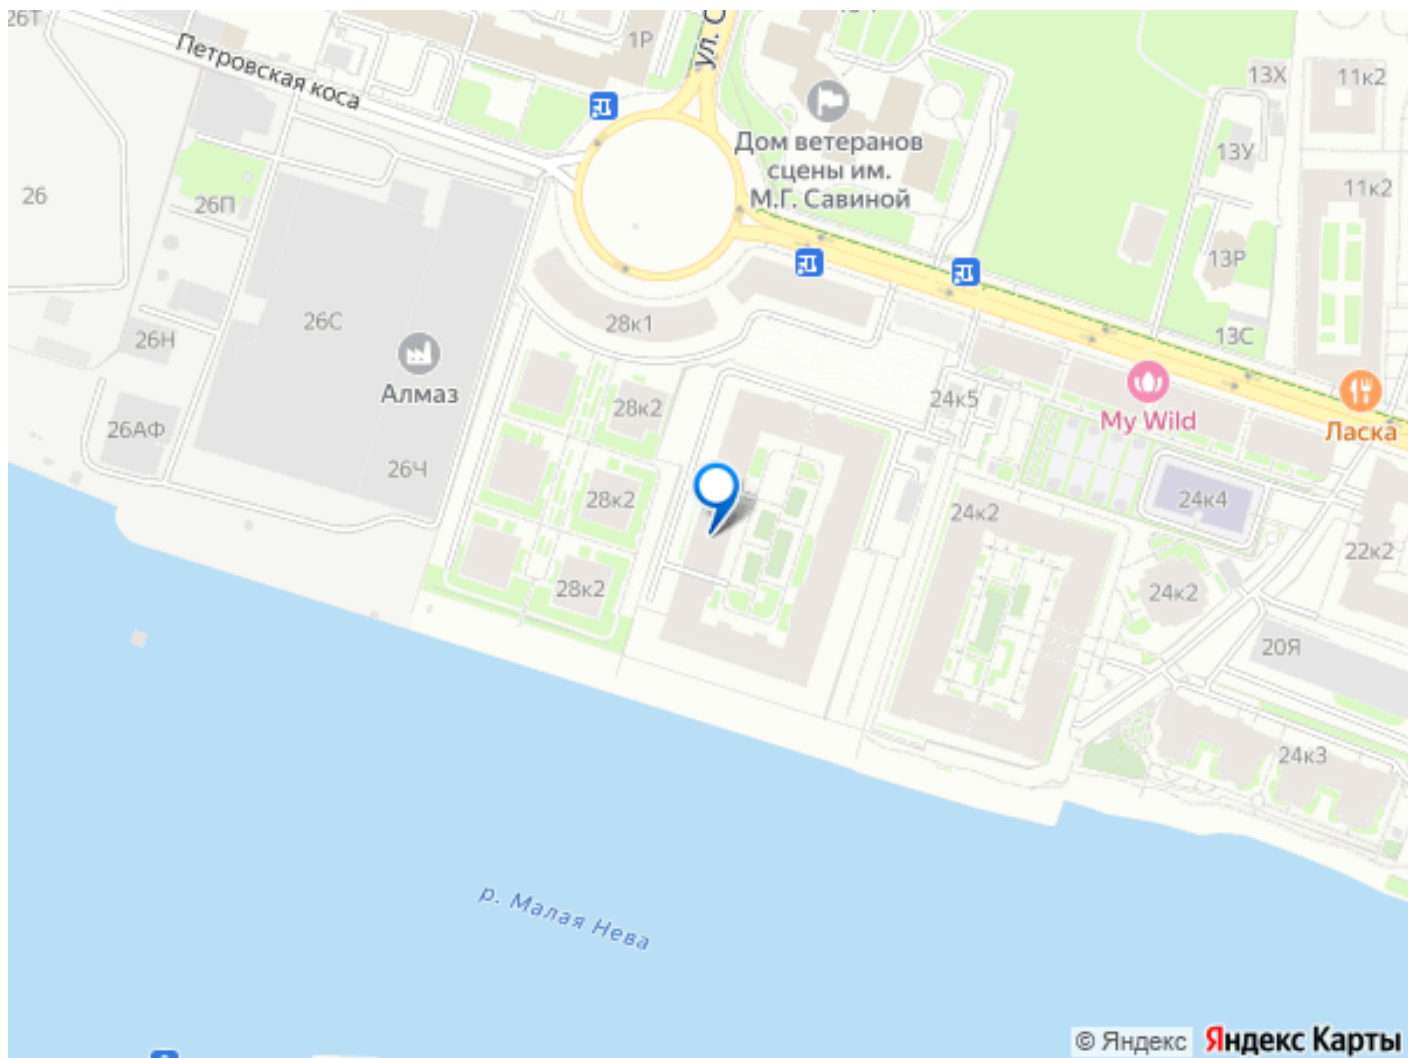 26Т
Петровская коса
1Р
ул. С
13Х
11к2
Дом ветеранов
сцены им.
М.Г. Савиной
13У
11к2
26
26П
13Р
26С
28к1
13С
26Н
Алмаз
28к2
24к5
My Wild
Ласка
26АФ
26Ч
28к2
24к2
24к4
22к2
28к2
24к2
20Я
24к3
р. Малая Нева
© Яндекс Яндекс Карты